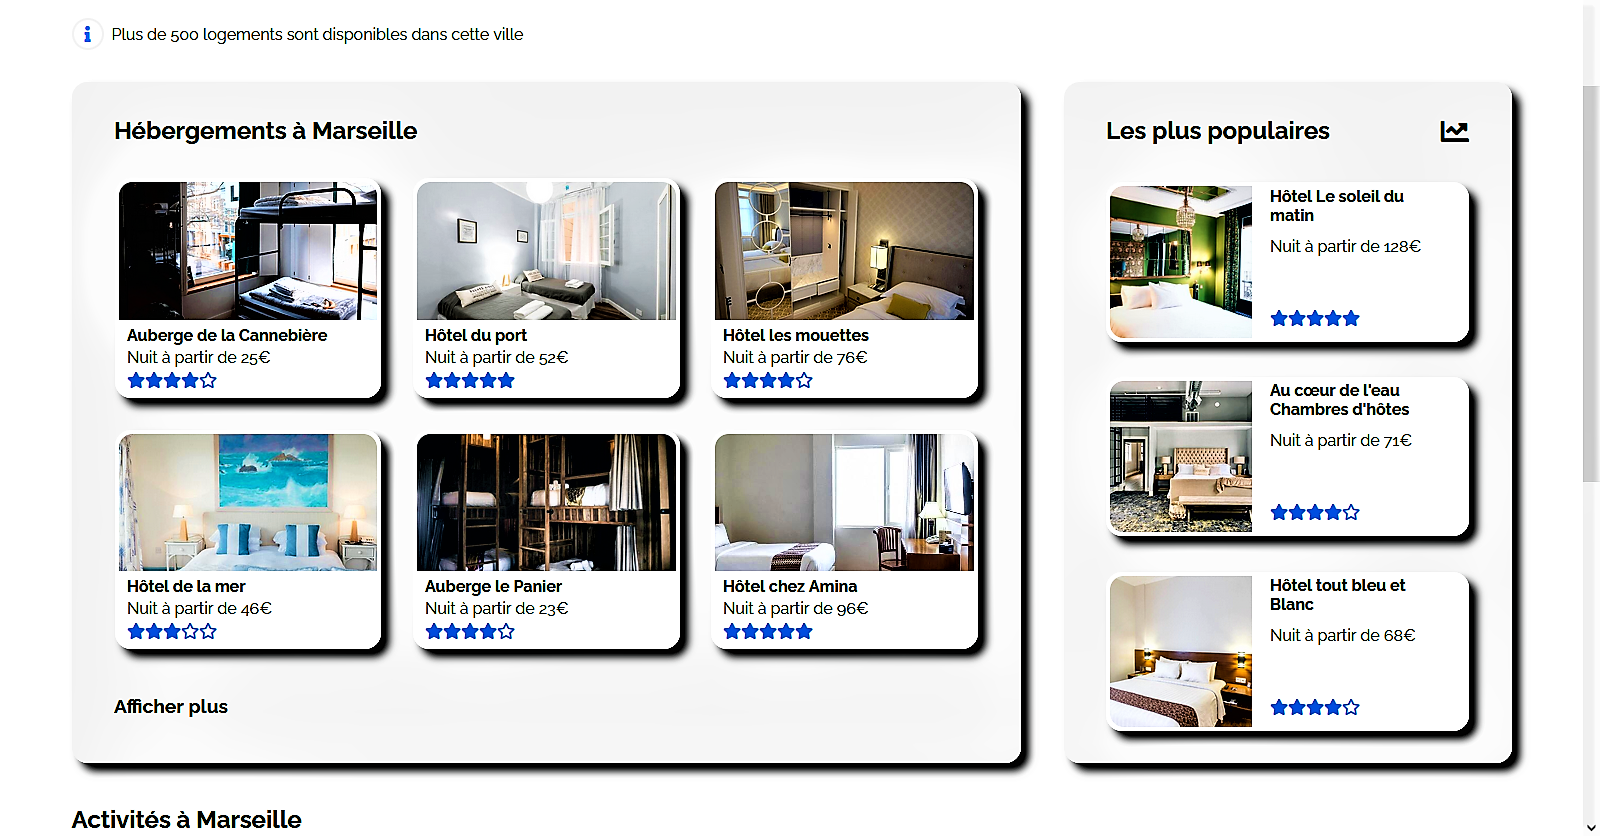 Plus de 500 logements sont disponibles dans cette ville
Hébergements à Marseille
Auberge de la Cannebière
Nuit à partir de 25€
Hôtel du port
Nuit à partir de 52€
Hôtel les mouettes
Nuit à partir de 76€
Hôtel de la mer
Nuit à partir de 46€
Auberge le Panier
Nuit à partir de 23€
Hôtel chez Amina
Nuit à partir de 96€
Afficher plus
Les plus populaires
Hôtel Le soleil du
matin
Nuit à partir de 128€
Au cœur de l'eau
Chambres d'hôtes
Nuit à partir de 71€
Hôtel tout bleu et
Blanc
Nuit à partir de 68€
Activités à Marseille